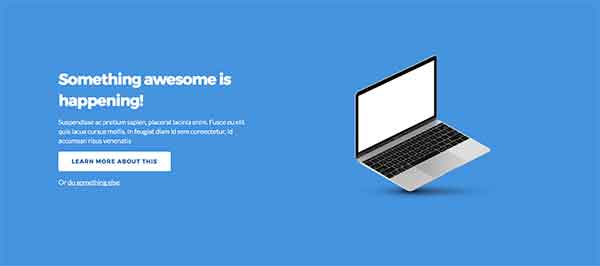 Something awesome is
happening!
Suspendisse ac pretium sapien, placerat lacinia enim. Fusce eu elit
quis lacus cursus mollis. In feugiat diam id sem consectetur, id
accumsan risus venenatis
LEARN MORE ABOUT THIS
Or do something else